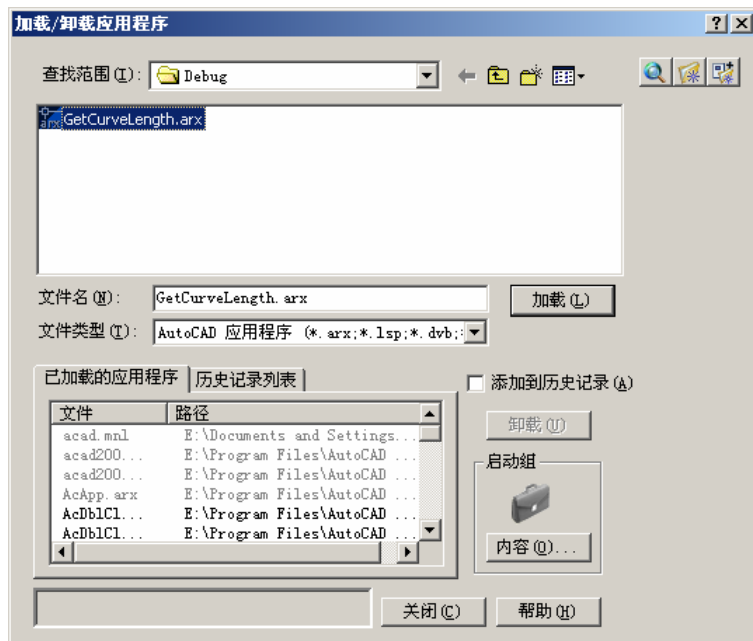 加载/卸载应用程序
查找范围(I): Debug
GetCurveLength.arx
文件名(N): GetCurveLength.arx 加载(L)
文件类型(T): AutoCAD 应用程序 (*.arx;*.lsp;*.dvb;
已加载的应用程序 历史记录列表 添加到历史记录(A)
文件 路径
acad.mnl E:\Documents and Settings...
卸载(U)
acad200... E:\Program Files\AutoCAD ...
acad200... E:\Program Files\AutoCAD ...
启动组
AcApp.arx E:\Program Files\AutoCAD ...
AcDblCl... E:\Program Files\AutoCAD ...
AcDblCl... E:\Program Files\AutoCAD ...
内容(O)...
关闭(C) 帮助(H)